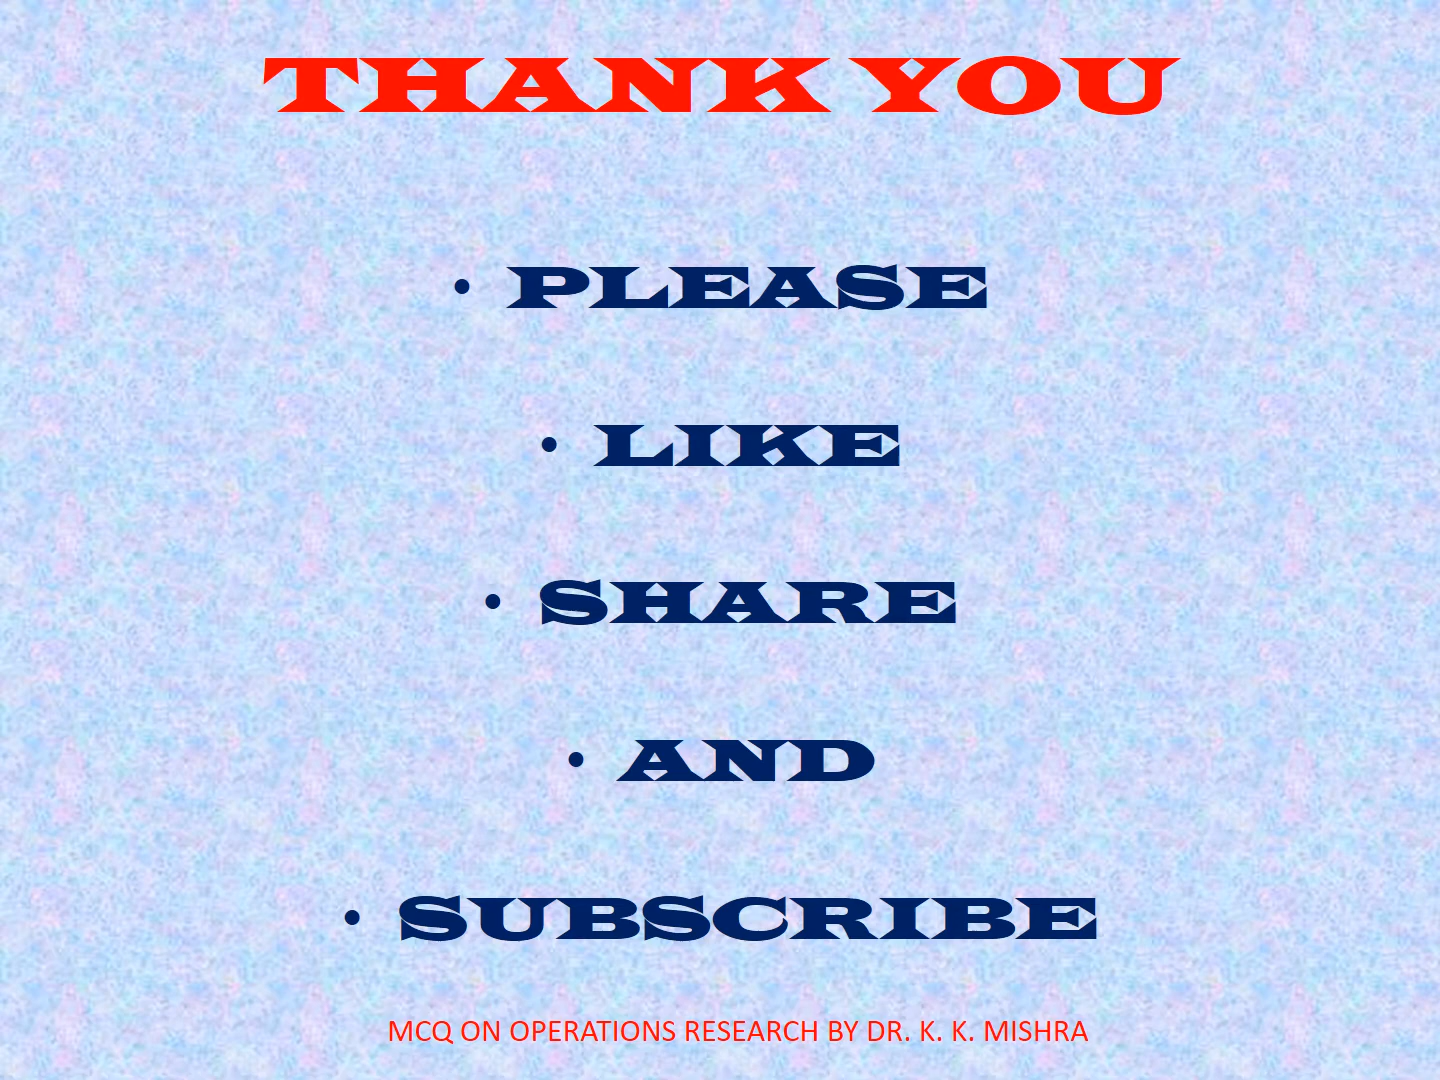 THANK YOU
• PLEASE
• LIKE
• SHARE
• AND
• SUBSCRIBE
MCQ ON OPERATIONS RESEARCH BY DR. K. K. MISHRA